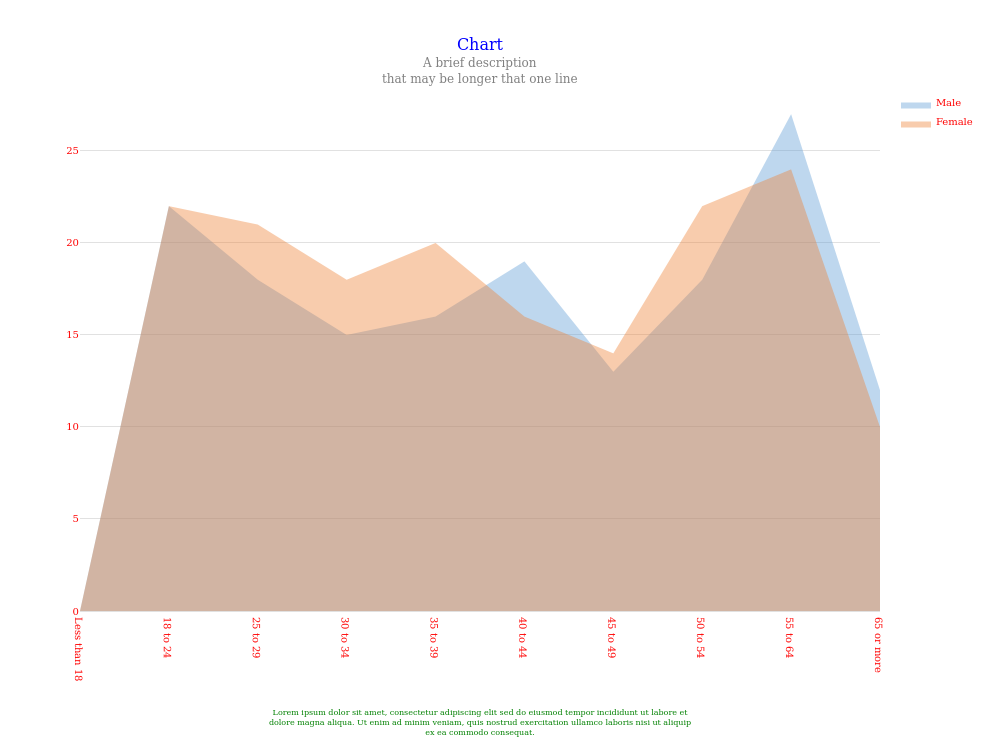 Chart
A brief description
that may be longer that one line
Male
Female
25
20
15
10
5
0
Less than 18
18 to 24
25 to 29
30 to 34
35 to 39
40 to 44
45 to 49
50 to 54
55 to 64
65 or more
Lorem ipsum dolor sit amet, consectetur adipiscing elit sed do eiusmod tempor incididunt ut labore et
dolore magna aliqua. Ut enim ad minim veniam, quis nostrud exercitation ullamco laboris nisi ut aliquip
ex ea commodo consequat.